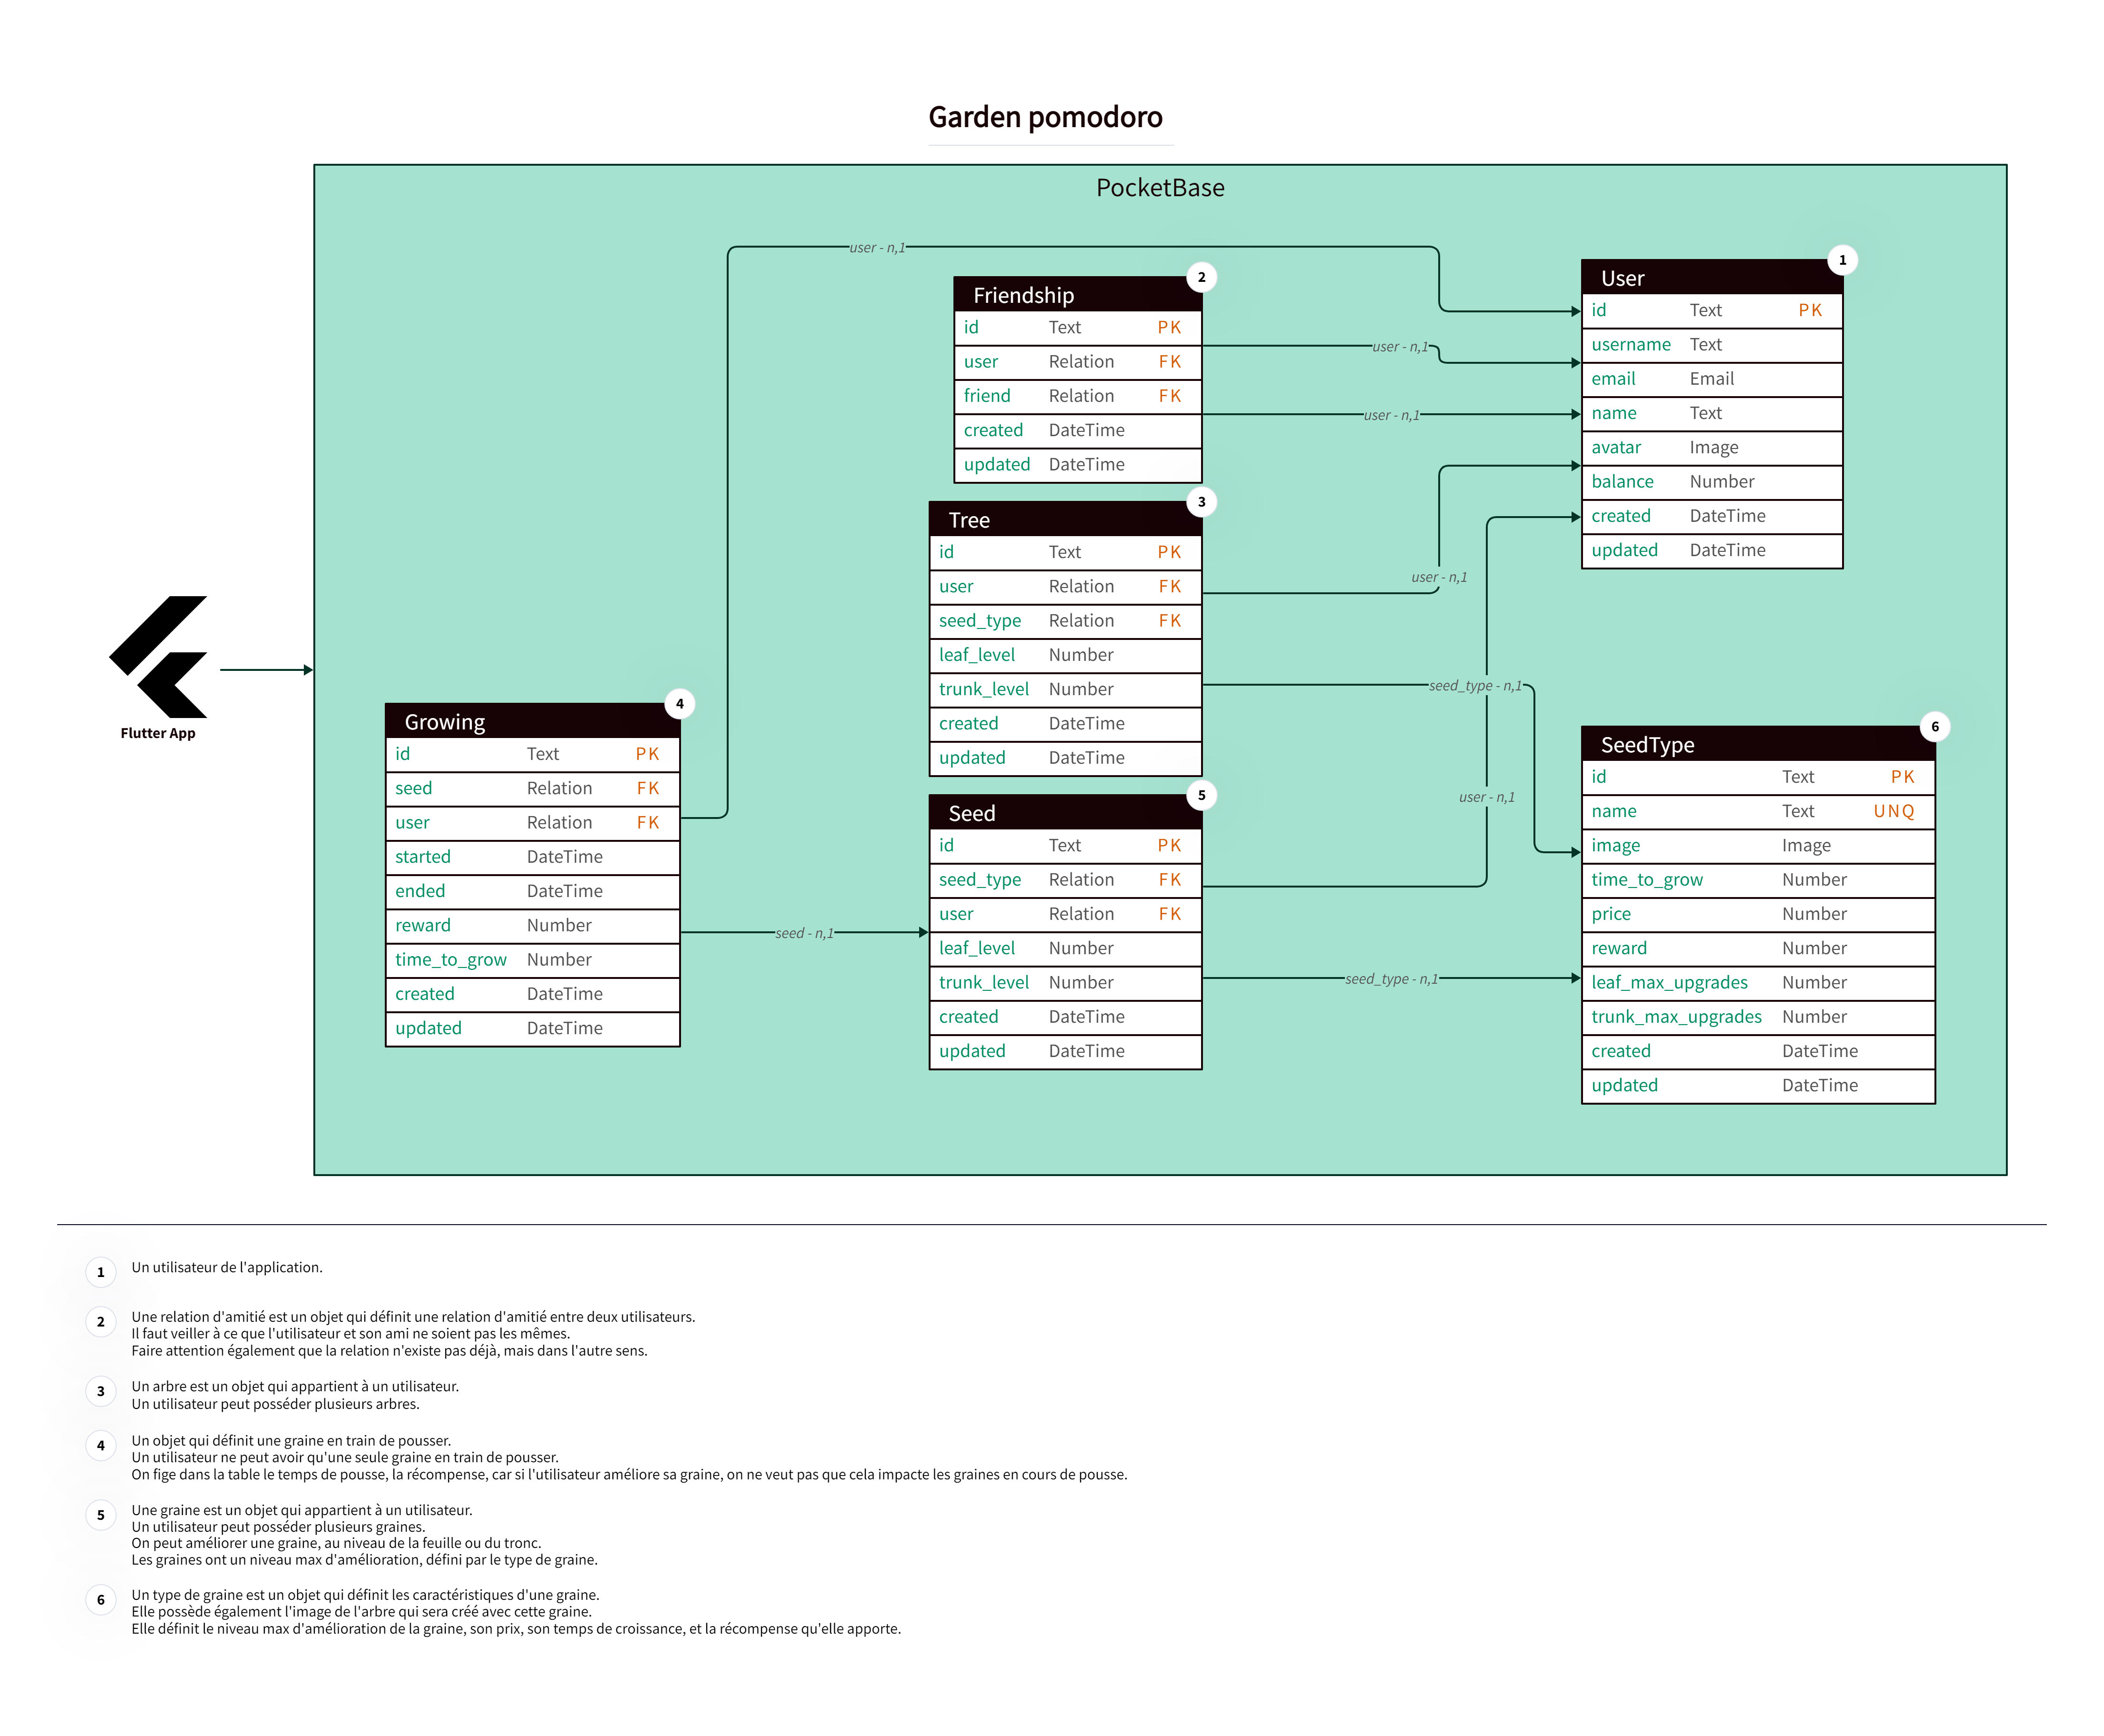 Garden pomodoro
PocketBase
user - n,1
2
Friendship
id Text PK
user Relation FK
friend Relation FK
created DateTime
updated DateTime
1
User
id Text PK
username Text
email Email
name Text
avatar Image
balance Number
created DateTime
updated DateTime
user - n,1
user - n,1
3
Tree
id Text PK
user Relation FK
seed_type Relation FK
leaf_level Number
trunk_level Number
created DateTime
updated DateTime
user - n,1
seed_type - n,1
Flutter App
4
Growing
id Text PK
seed Relation FK
user Relation FK
started DateTime
ended DateTime
reward Number
time_to_grow Number
created DateTime
updated DateTime
seed - n,1
5
Seed
id Text PK
seed_type Relation FK
user Relation FK
leaf_level Number
trunk_level Number
created DateTime
updated DateTime
user - n,1
seed_type - n,1
6
SeedType
id Text PK
name Text UNQ
image Image
time_to_grow Number
price Number
reward Number
leaf_max_upgrades Number
trunk_max_upgrades Number
created DateTime
updated DateTime
1 Un utilisateur de l'application.
2 Une relation d'amitié est un objet qui définit une relation d'amitié entre deux utilisateurs.
Il faut veiller à ce que l'utilisateur et son ami ne soient pas les mêmes.
Faire attention également que la relation n'existe pas déjà, mais dans l'autre sens.
3 Un arbre est un objet qui appartient à un utilisateur.
Un utilisateur peut posséder plusieurs arbres.
4 Un objet qui définit une graine en train de pousser.
Un utilisateur ne peut avoir qu'une seule graine en train de pousser.
On fige dans la table le temps de pousse, la récompense, car si l'utilisateur améliore sa graine, on ne veut pas que cela impacte les graines en cours de pousse.
5 Une graine est un objet qui appartient à un utilisateur.
Un utilisateur peut posséder plusieurs graines.
On peut améliorer une graine, au niveau de la feuille ou du tronc.
Les graines ont un niveau max d'amélioration, défini par le type de graine.
6 Un type de graine est un objet qui définit les caractéristiques d'une graine.
Elle possède également l'image de l'arbre qui sera créé avec cette graine.
Elle définit le niveau max d'amélioration de la graine, son prix, son temps de croissance, et la récompense qu'elle apporte.